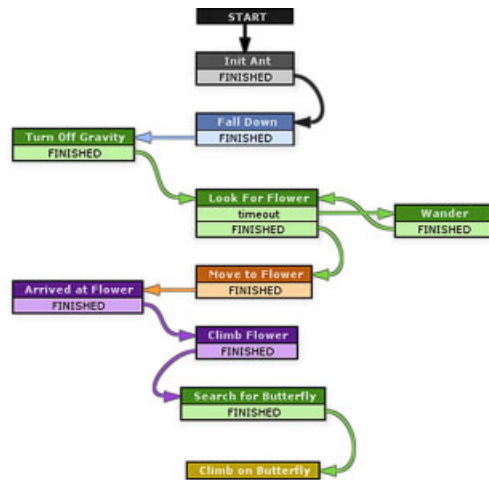 START
Init Ant
FINISHED
Fall Down
FINISHED
Turn Off Gravity
FINISHED
Look For Flower
timeout
FINISHED
Wander
FINISHED
Move to Flower
FINISHED
Arrived at Flower
FINISHED
Climb Flower
FINISHED
Search for Butterfly
FINISHED
Climb on Butterfly